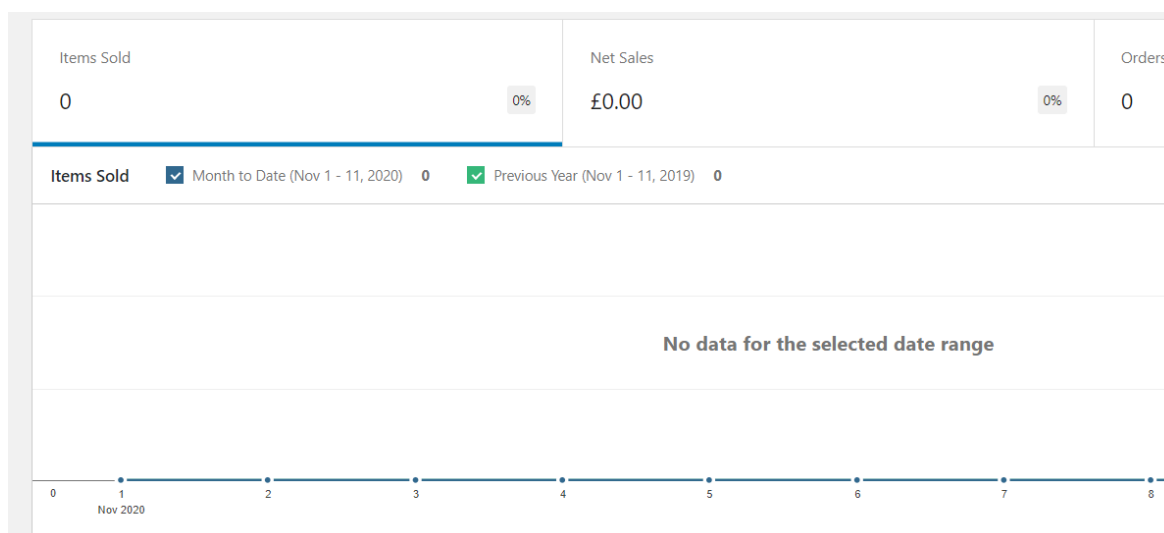 Items Sold Net Sales Orders
0 0% £0.00 0% 0
Items Sold Month to Date (Nov 1 - 11, 2020) 0 Previous Year (Nov 1 - 11, 2019) 0
No data for the selected date range
0 1 2 3 4 5 6 7 8
Nov 2020